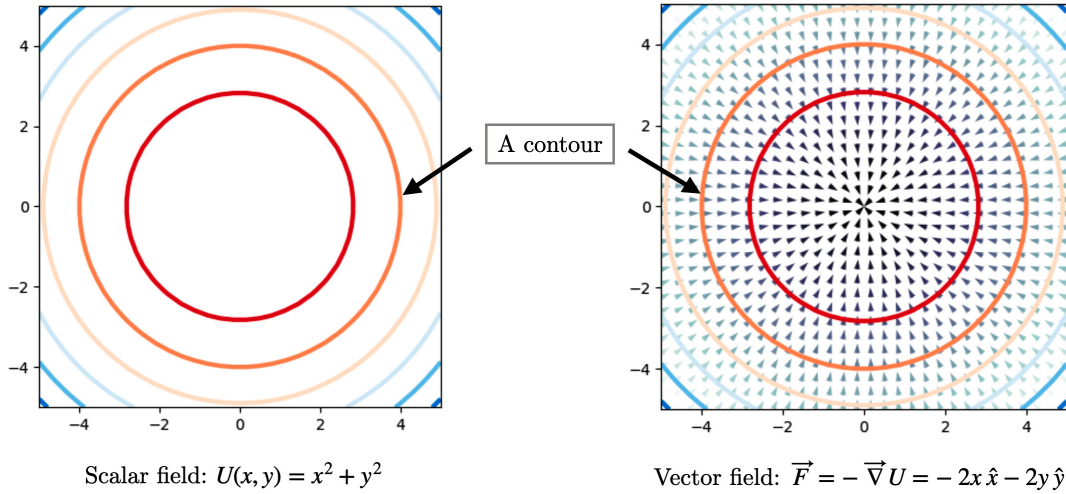 4
2
0
−2
−4
−4 −2 0 2 4
A contour
4
2
0
−2
−4
−4 −2 0 2 4
Scalar field: U(x, y) = x² + y²
Vector field: F⃗ = − ∇⃗ U = − 2x x̂ − 2y ŷ